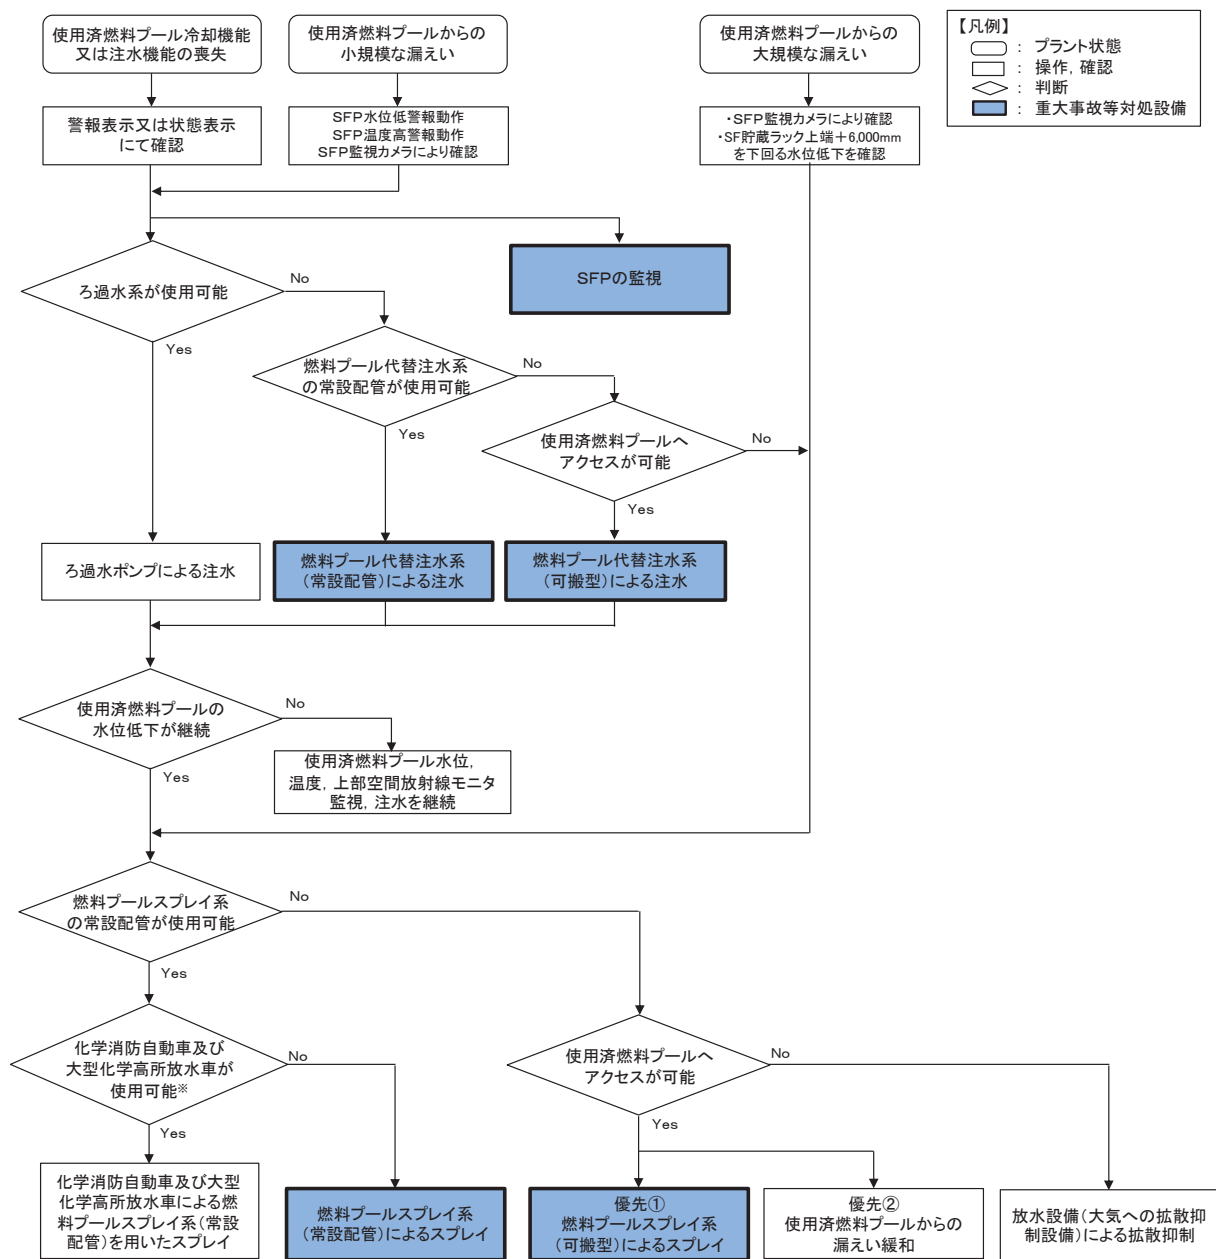 使用済燃料プール冷却機能
又は注水機能の喪失
使用済燃料プールからの
小規模な漏えい
使用済燃料プールからの
大規模な漏えい
【凡例】
： プラント状態
： 操作，確認
： 判断
： 重大事故等対処設備
警報表示又は状態表示
にて確認
SFP水位低警報動作
SFP温度高警報動作
SFP監視カメラにより確認
・SFP監視カメラにより確認
・SF貯蔵ラック上端＋6,000mm
を下回る水位低下を確認
SFPの監視
ろ過水系が使用可能
No
Yes
燃料プール代替注水系
の常設配管が使用可能
No
Yes
使用済燃料プールへ
アクセスが可能
No
Yes
ろ過水ポンプによる注水
燃料プール代替注水系
（常設配管）による注水
燃料プール代替注水系
（可搬型）による注水
使用済燃料プールの
水位低下が継続
No
Yes
使用済燃料プール水位，
温度，上部空間放射線モニタ
監視，注水を継続
燃料プールスプレイ系
の常設配管が使用可能
No
Yes
化学消防自動車及び
大型化学高所放水車が
使用可能※
No
Yes
使用済燃料プールへ
アクセスが可能
No
Yes
化学消防自動車及び大型
化学高所放水車による燃
料プールスプレイ系（常設
配管）を用いたスプレイ
燃料プールスプレイ系
（常設配管）によるスプレイ
優先①
燃料プールスプレイ系
（可搬型）によるスプレイ
優先②
使用済燃料プールからの
漏えい緩和
放水設備（大気への拡散抑
制設備）による拡散抑制